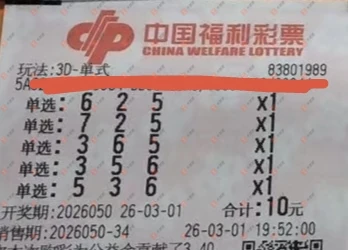 中国福利彩票
CHINA WELFARE LOTTERY
玩法:3D-单式 83801989
单选: 6 2 5 x1
单选: 7 2 5 x1
单选: 3 6 5 x1
单选: 3 5 6 x1
单选: 5 3 6 x1
开奖期:2026050 26-03-01 合计:10元
销售期:2026050-34 26-03-01 19:52:00